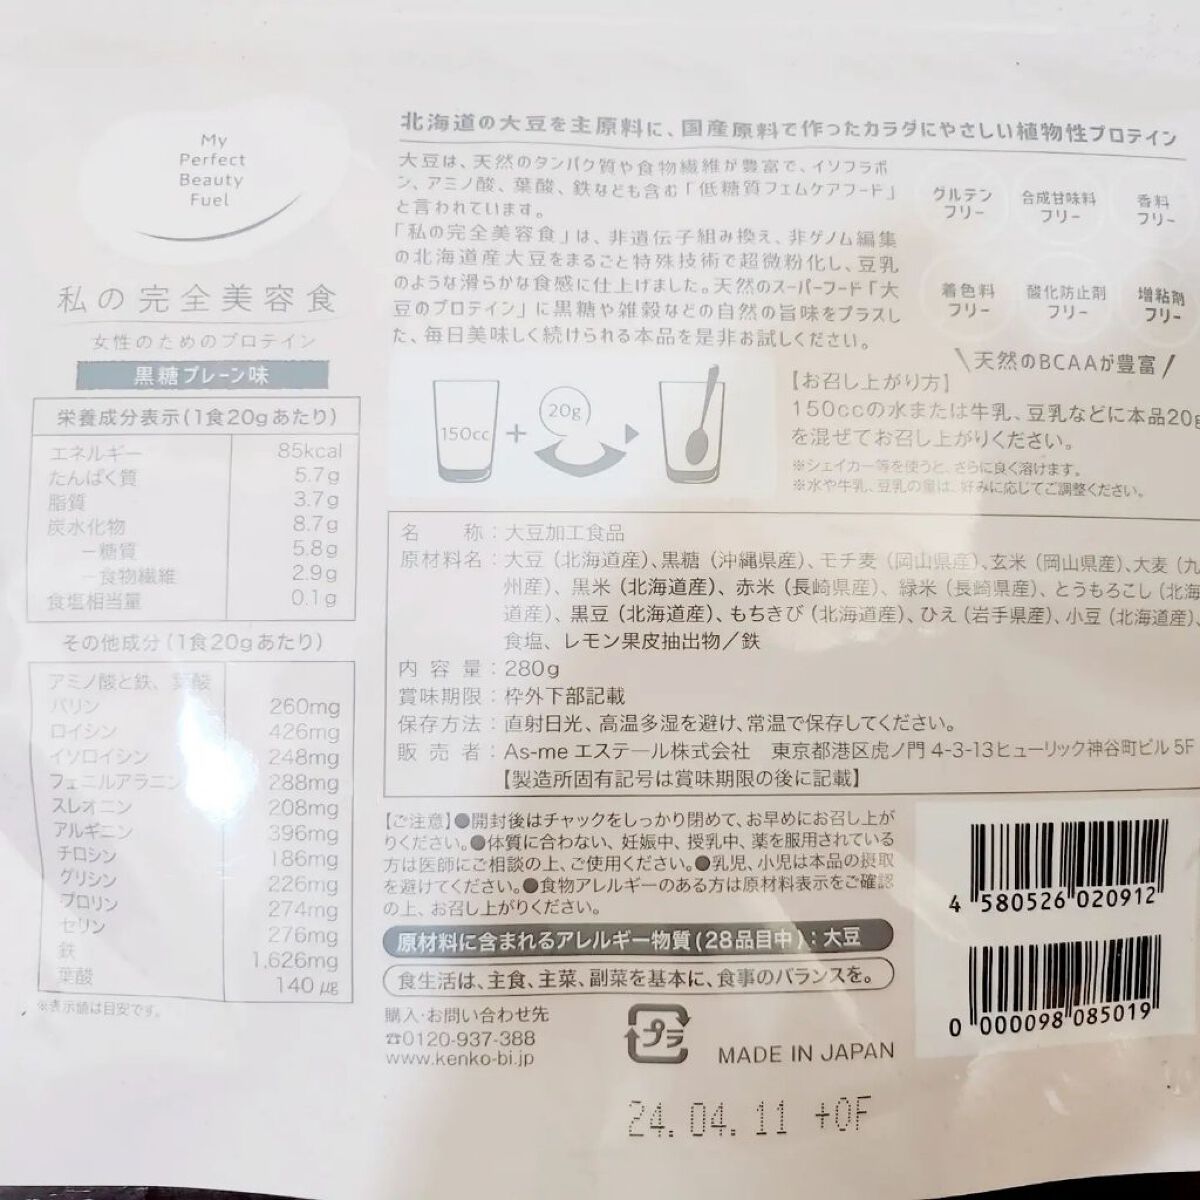 My
Perfect
Beauty
Fuel
私の完全美容食
女性のためのプロテイン
黒糖プレーン味
栄養成分表示(1食20gあたり)
エネルギー 85kcal
たんぱく質 5.7g
脂質 3.7g
炭水化物 8.7g
－糖質 5.8g
－食物繊維 2.9g
食塩相当量 0.1g
その他成分(1食20gあたり)
アミノ酸と鉄、葉酸
バリン 260mg
ロイシン 426mg
イソロイシン 248mg
フェニルアラニン 288mg
スレオニン 208mg
アルギニン 396mg
チロシン 186mg
グリシン 226mg
プロリン 274mg
セリン 276mg
鉄 1,626mg
葉酸 140㎍
※表示値は目安です。
北海道の大豆を主原料に、国産原料で作ったカラダにやさしい植物性プロテイン
大豆は、天然のタンパク質や食物繊維が豊富で、イソフラボ
ン、アミノ酸、葉酸、鉄なども含む「低糖質フェムケアフード」
と言われています。
「私の完全美容食」は、非遺伝子組み換え、非ゲノム編集
の北海道産大豆をまるごと特殊技術で超微粉化し、豆乳
のような滑らかな食感に仕上げました。天然のスーパーフード「大
豆のプロテイン」に黒糖や雑穀などの自然の旨味をプラスし
た、毎日美味しく続けられる本品を是非お試しください。
グルテン
フリー
合成甘味料
フリー
香料
フリー
着色料
フリー
酸化防止剤
フリー
増粘剤
フリー
\天然のBCAAが豊富/
150cc + 20g
【お召し上がり方】
150ccの水または牛乳、豆乳などに本品20g
を混ぜてお召し上がりください。
※シェイカー等を使うと、さらに良く溶けます。
※水や牛乳、豆乳の量は、好みに応じてご調整ください。
名 称：大豆加工食品
原材料名：大豆（北海道産）、黒糖（沖縄県産）、モチ麦（岡山県産）、玄米（岡山県産）、大麦（九
州産）、黒米（北海道産）、赤米（長崎県産）、緑米（長崎県産）、とうもろこし（北海
道産）、黒豆（北海道産）、もちきび（北海道産）、ひえ（岩手県産）、小豆（北海道産）、
食塩、レモン果皮抽出物／鉄
内容量：280g
賞味期限：枠外下部記載
保存方法：直射日光、高温多湿を避け、常温で保存してください。
販売者：As-me エステール株式会社 東京都港区虎ノ門 4-3-13ヒューリック神谷町ビル 5F
【製造所固有記号は賞味期限の後に記載】
【ご注意】●開封後はチャックをしっかり閉めて、お早めにお召し上が
りください。●体質に合わない、妊娠中、授乳中、薬を服用されている
方は医師にご相談の上、ご使用ください。●乳児、小児は本品の摂取
を避けてください。●食物アレルギーのある方は原材料表示をご確認
の上、お召し上がりください。
原材料に含まれるアレルギー物質(28品目中)：大豆
食生活は、主食、主菜、副菜を基本に、食事のバランスを。
購入・お問い合わせ先
☎0120-937-388
www.kenko-bi.jp
プラ
MADE IN JAPAN
4 580526 020912
0 000098 085019
24.04.11 +OF